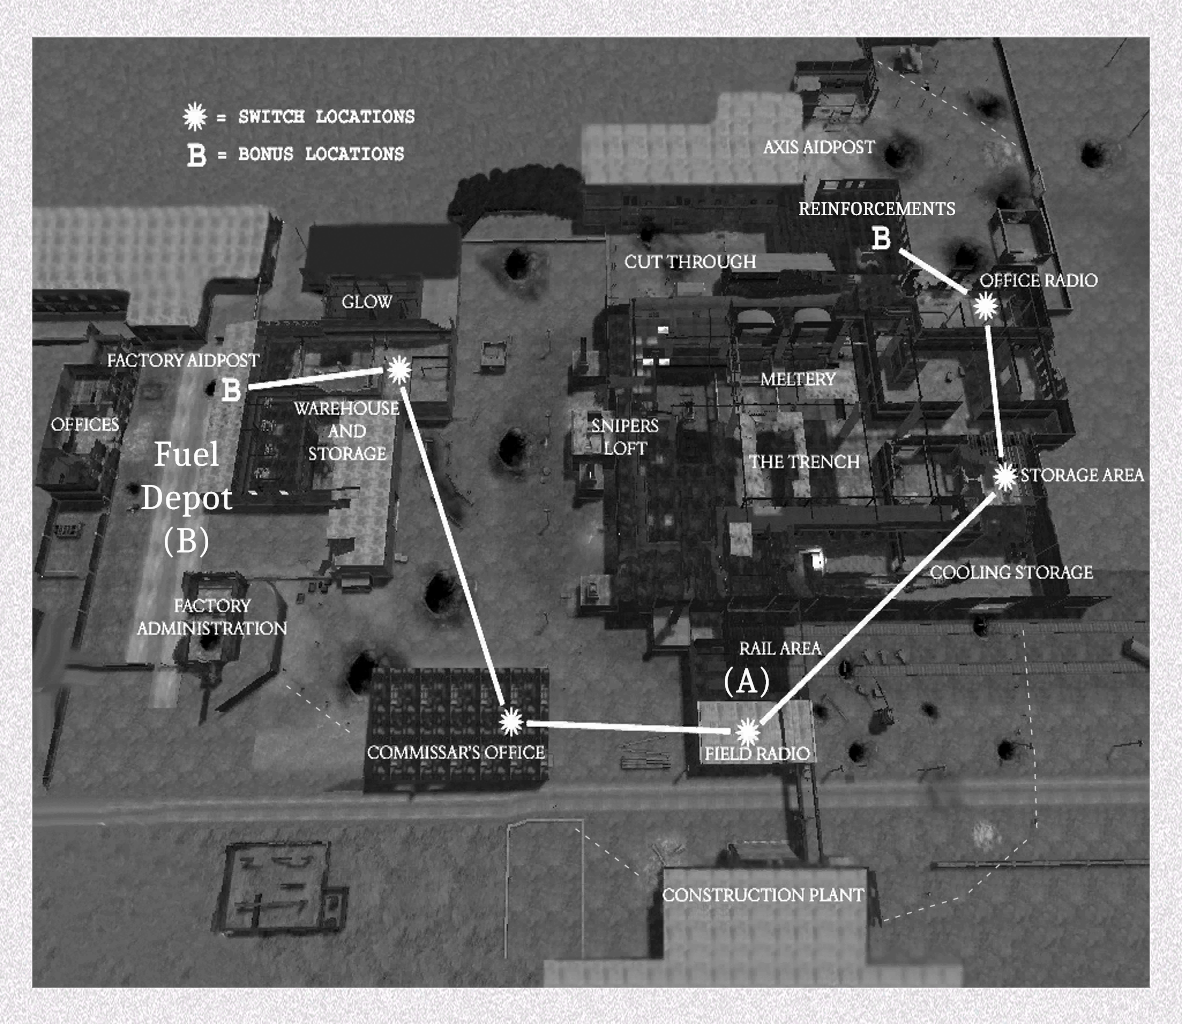 = SWITCH LOCATIONS
B = BONUS LOCATIONS
AXIS AIDPOST
REINFORCEMENTS
B
CUT THROUGH
OFFICE RADIO
GLOW
FACTORY AIDPOST
B
MELTERY
WAREHOUSE
AND
STORAGE
OFFICES
SNIPERS
LOFT
Fuel
Depot
(B)
THE TRENCH
STORAGE AREA
COOLING STORAGE
FACTORY
ADMINISTRATION
RAIL AREA
(A)
COMMISSAR'S OFFICE
FIELD RADIO
CONSTRUCTION PLANT